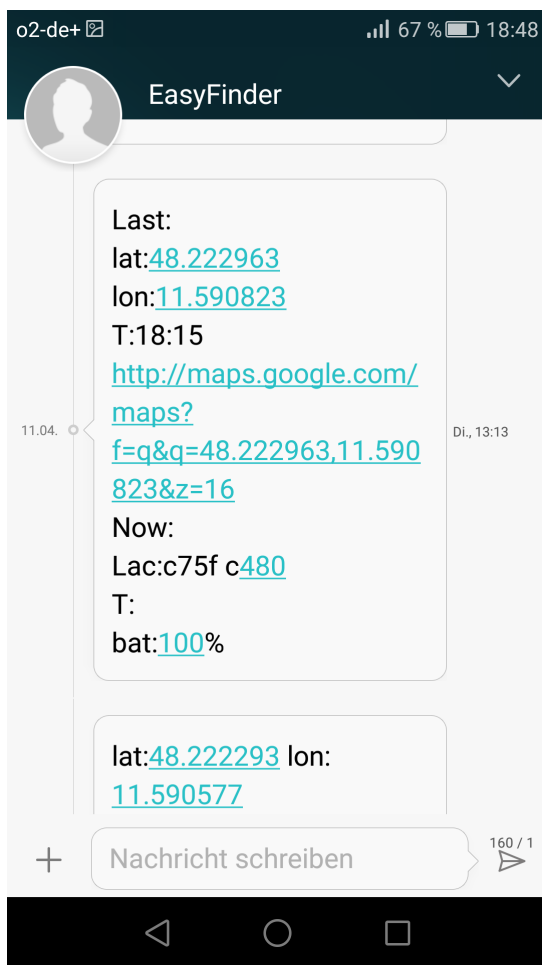 o2-de+ 67 % 18:48
EasyFinder
Last:
lat:48.222963
lon:11.590823
T:18:15
http://maps.google.com/
maps?
f=q&q=48.222963,11.590
823&z=16
11.04.
Di., 13:13
Now:
Lac:c75f c480
T:
bat:100%
lat:48.222293 lon:
11.590577
Nachricht schreiben
160 / 1